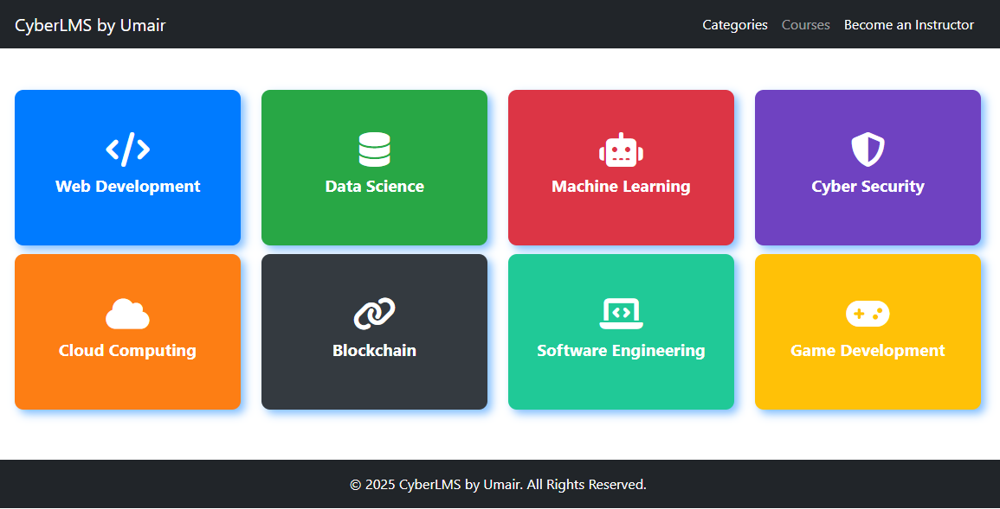 CyberLMS by Umair
Categories Courses Become an Instructor
Web Development
Data Science
Machine Learning
Cyber Security
Cloud Computing
Blockchain
Software Engineering
Game Development
© 2025 CyberLMS by Umair. All Rights Reserved.